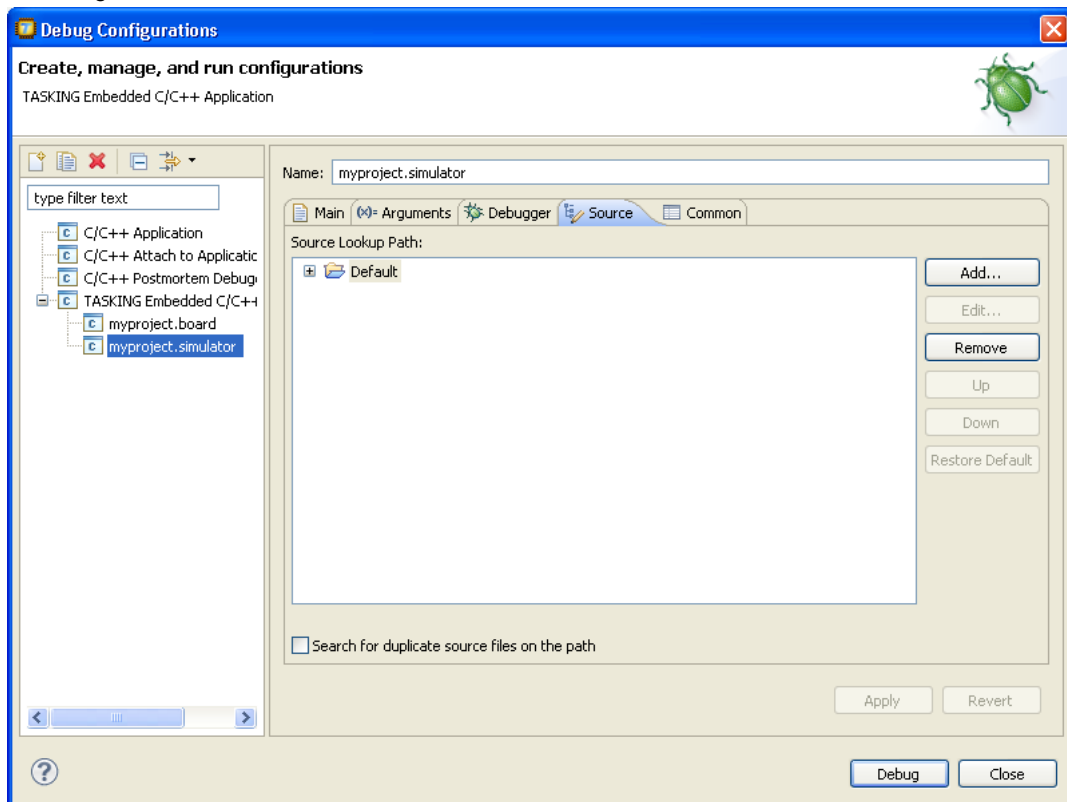 Debug Configurations
Create, manage, and run configurations
TASKING Embedded C/C++ Application
Name: myproject.simulator
type filter text
Main (x)= Arguments Debugger Source Common
C/C++ Application
C/C++ Attach to Applicatic
C/C++ Postmortem Debug
TASKING Embedded C/C++
myproject.board
myproject.simulator
Source Lookup Path:
Default
Add...
Edit...
Remove
Up
Down
Restore Default
Search for duplicate source files on the path
Apply Revert
? Debug Close